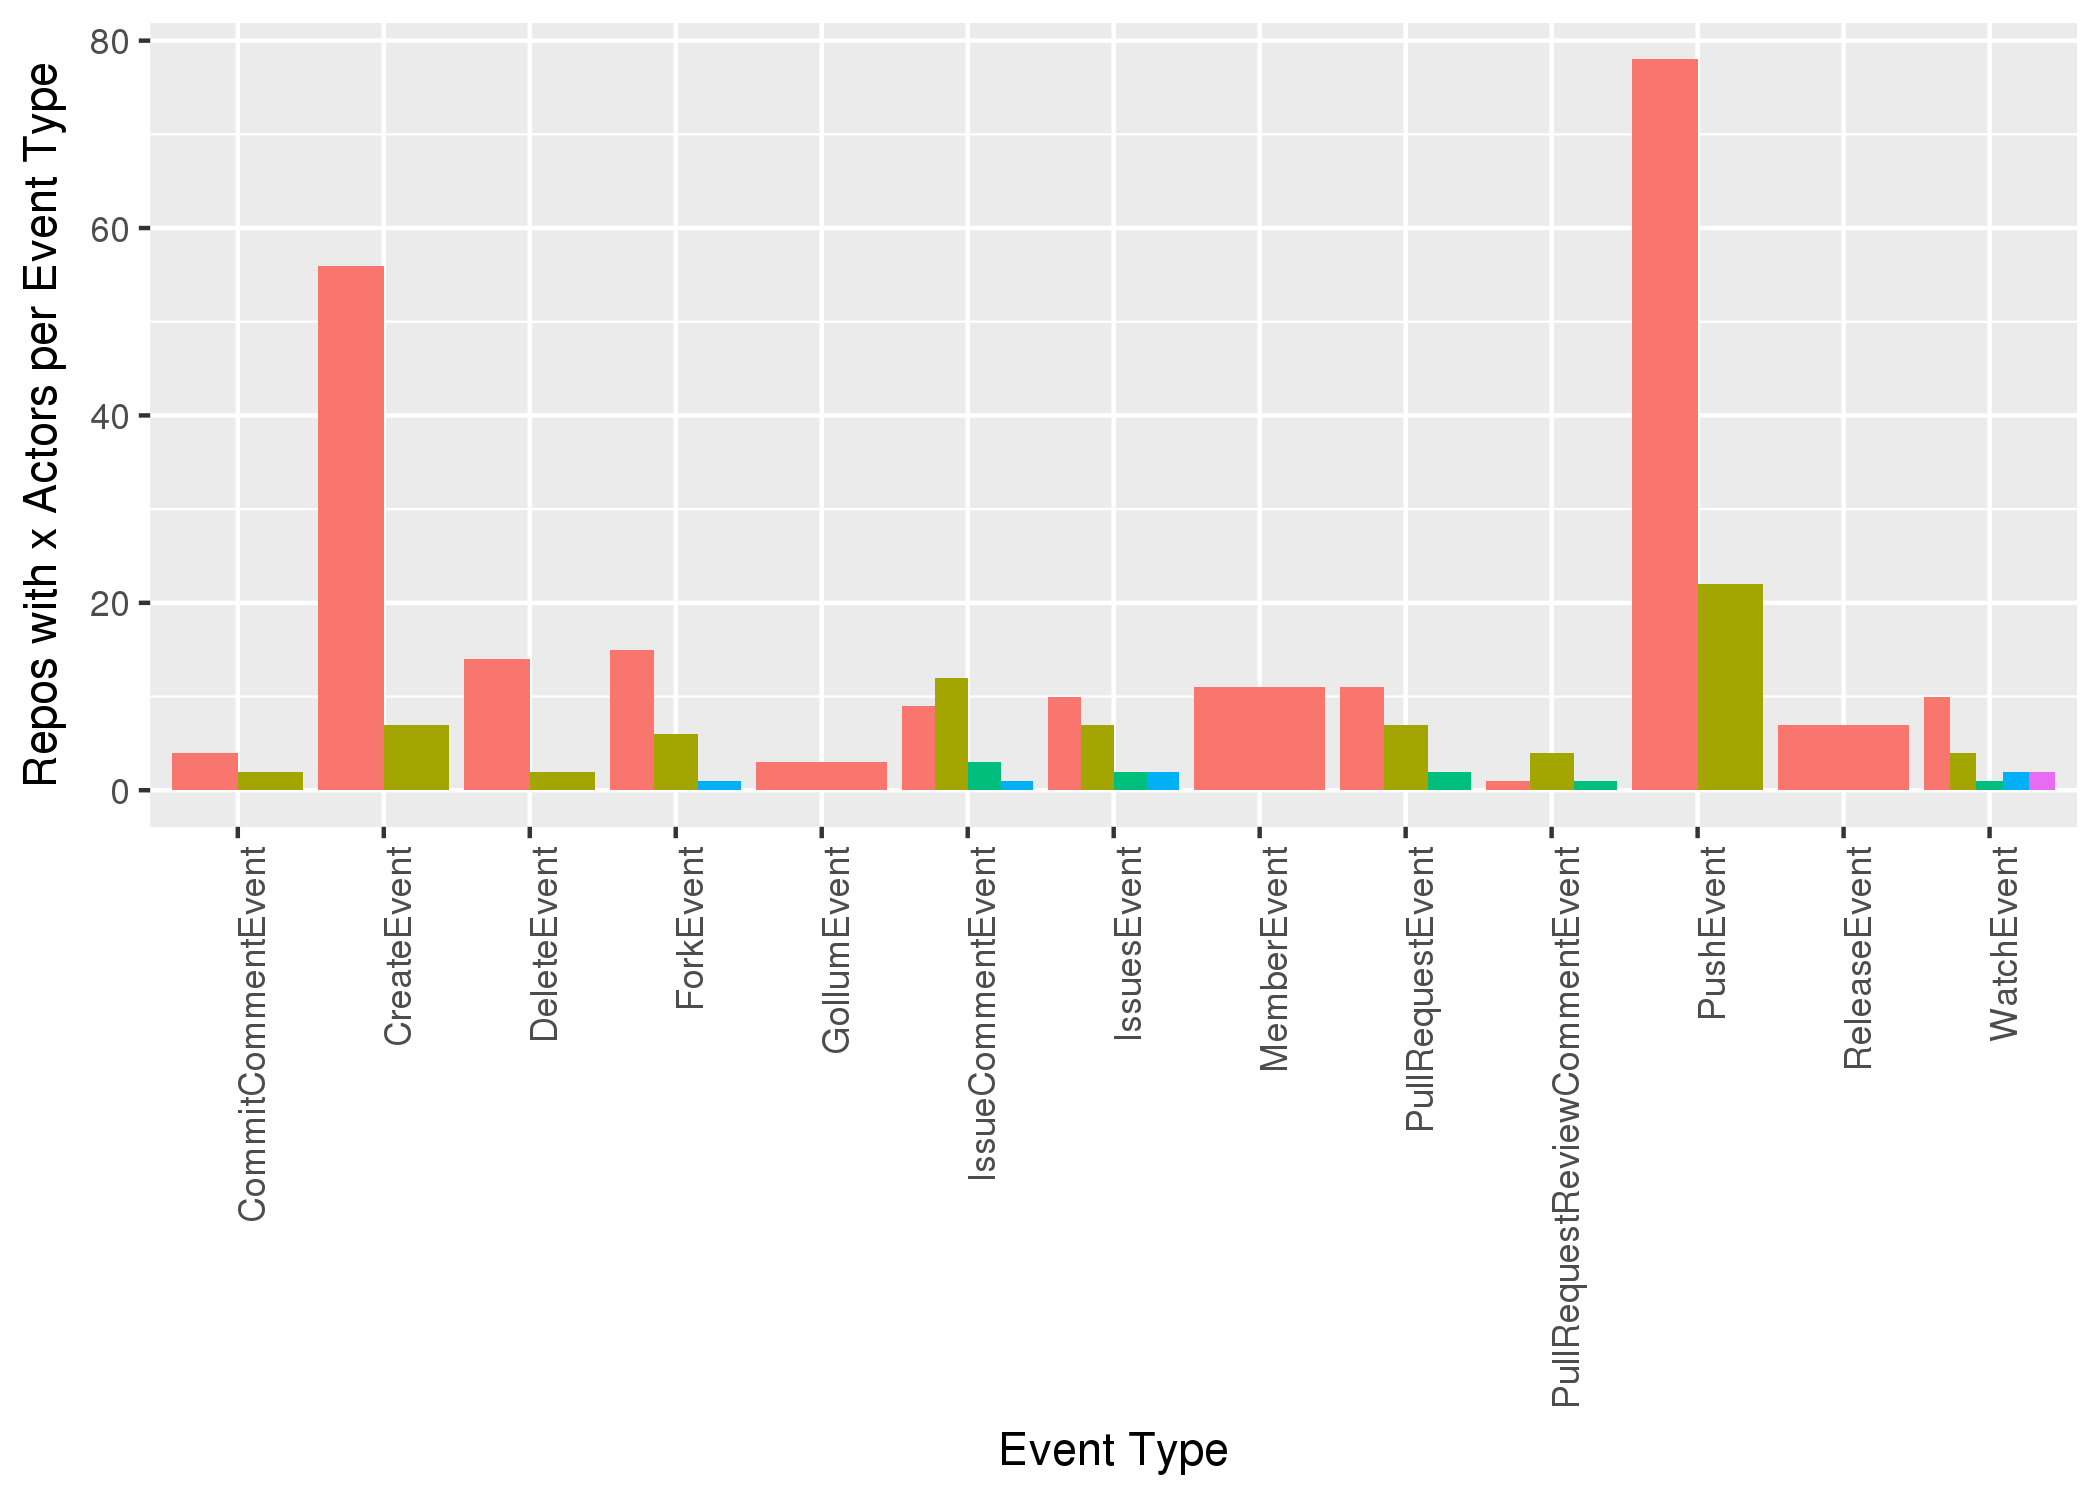 Repos with x Actors per Event Type
80
60
40
20
0
CommitCommentEvent
CreateEvent
DeleteEvent
ForkEvent
GollumEvent
IssueCommentEvent
IssuesEvent
MemberEvent
PullRequestEvent
PullRequestReviewCommentEvent
PushEvent
ReleaseEvent
WatchEvent
Event Type